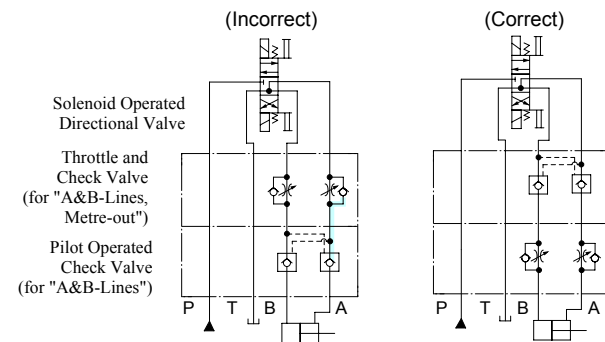 (Incorrect)
(Correct)
Solenoid Operated
Directional Valve
Throttle and
Check Valve
(for "A&B-Lines,
Metre-out")
Pilot Operated
Check Valve
(for "A&B-Lines")
P T B A
P T B A